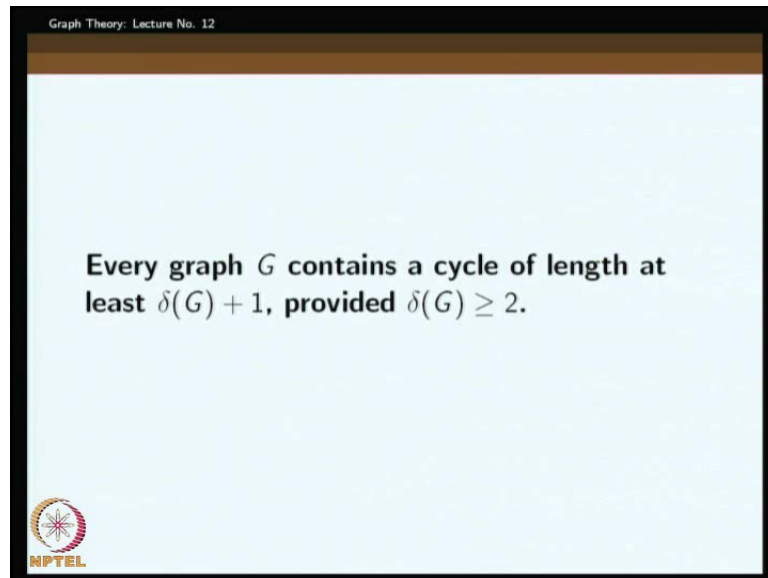 Graph Theory: Lecture No. 12
Every graph G contains a cycle of length at
least δ(G) + 1, provided δ(G) ≥ 2.
NPTEL